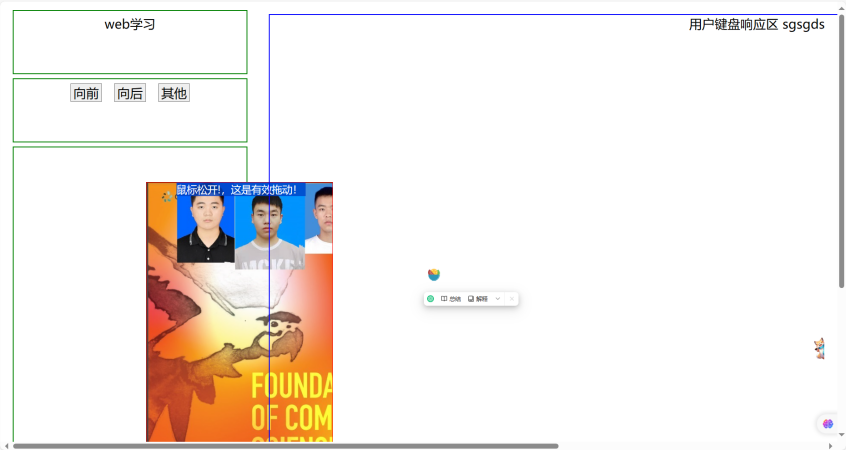 web学习
用户键盘响应区 sgsgds
向前 向后 其他
鼠标松开!，这是有效拖动!
总结 解释
FOUNDA
OF COM
SCIENC